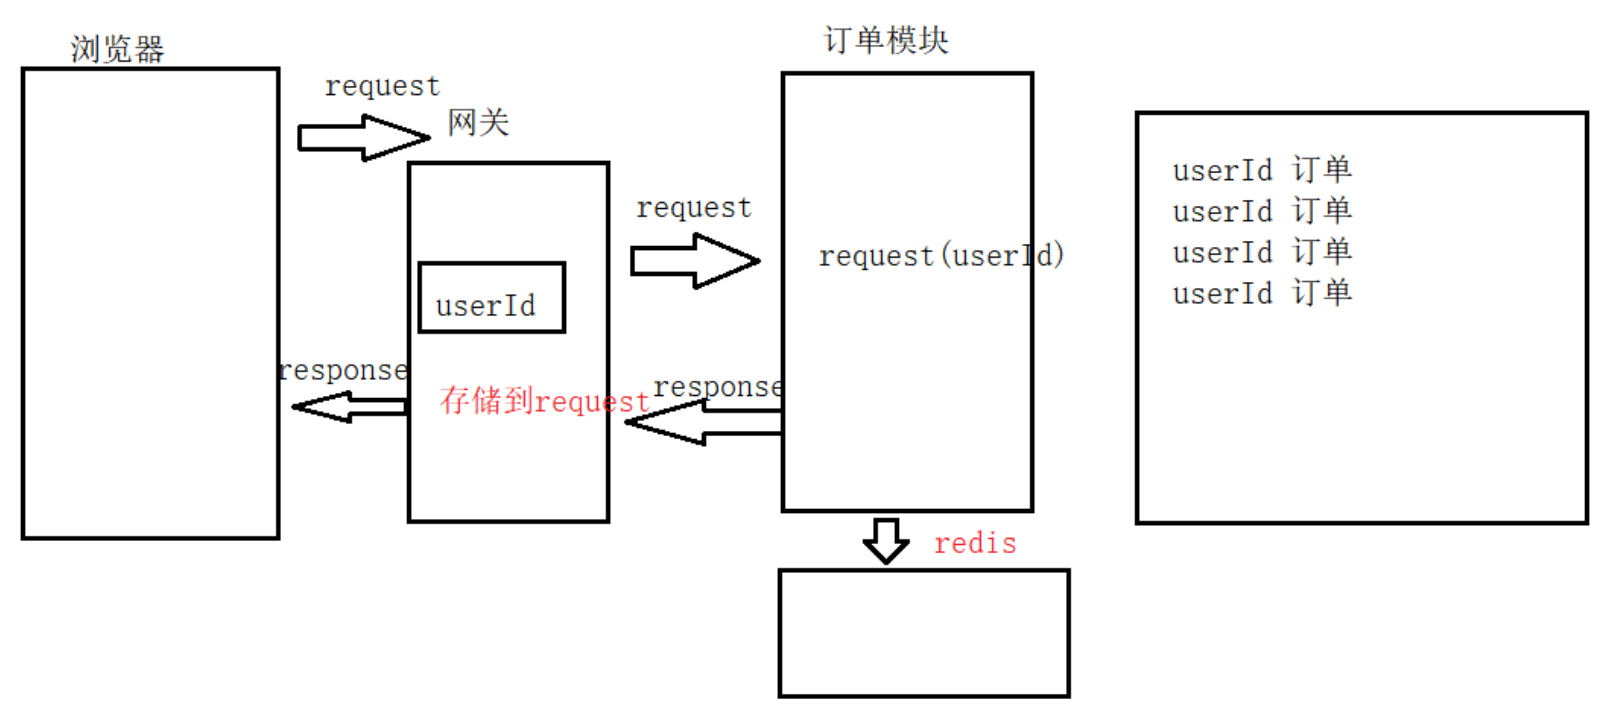 浏览器
request
网关
userId
存储到request
response
订单模块
request
request(userId)
response
redis
userId 订单
userId 订单
userId 订单
userId 订单